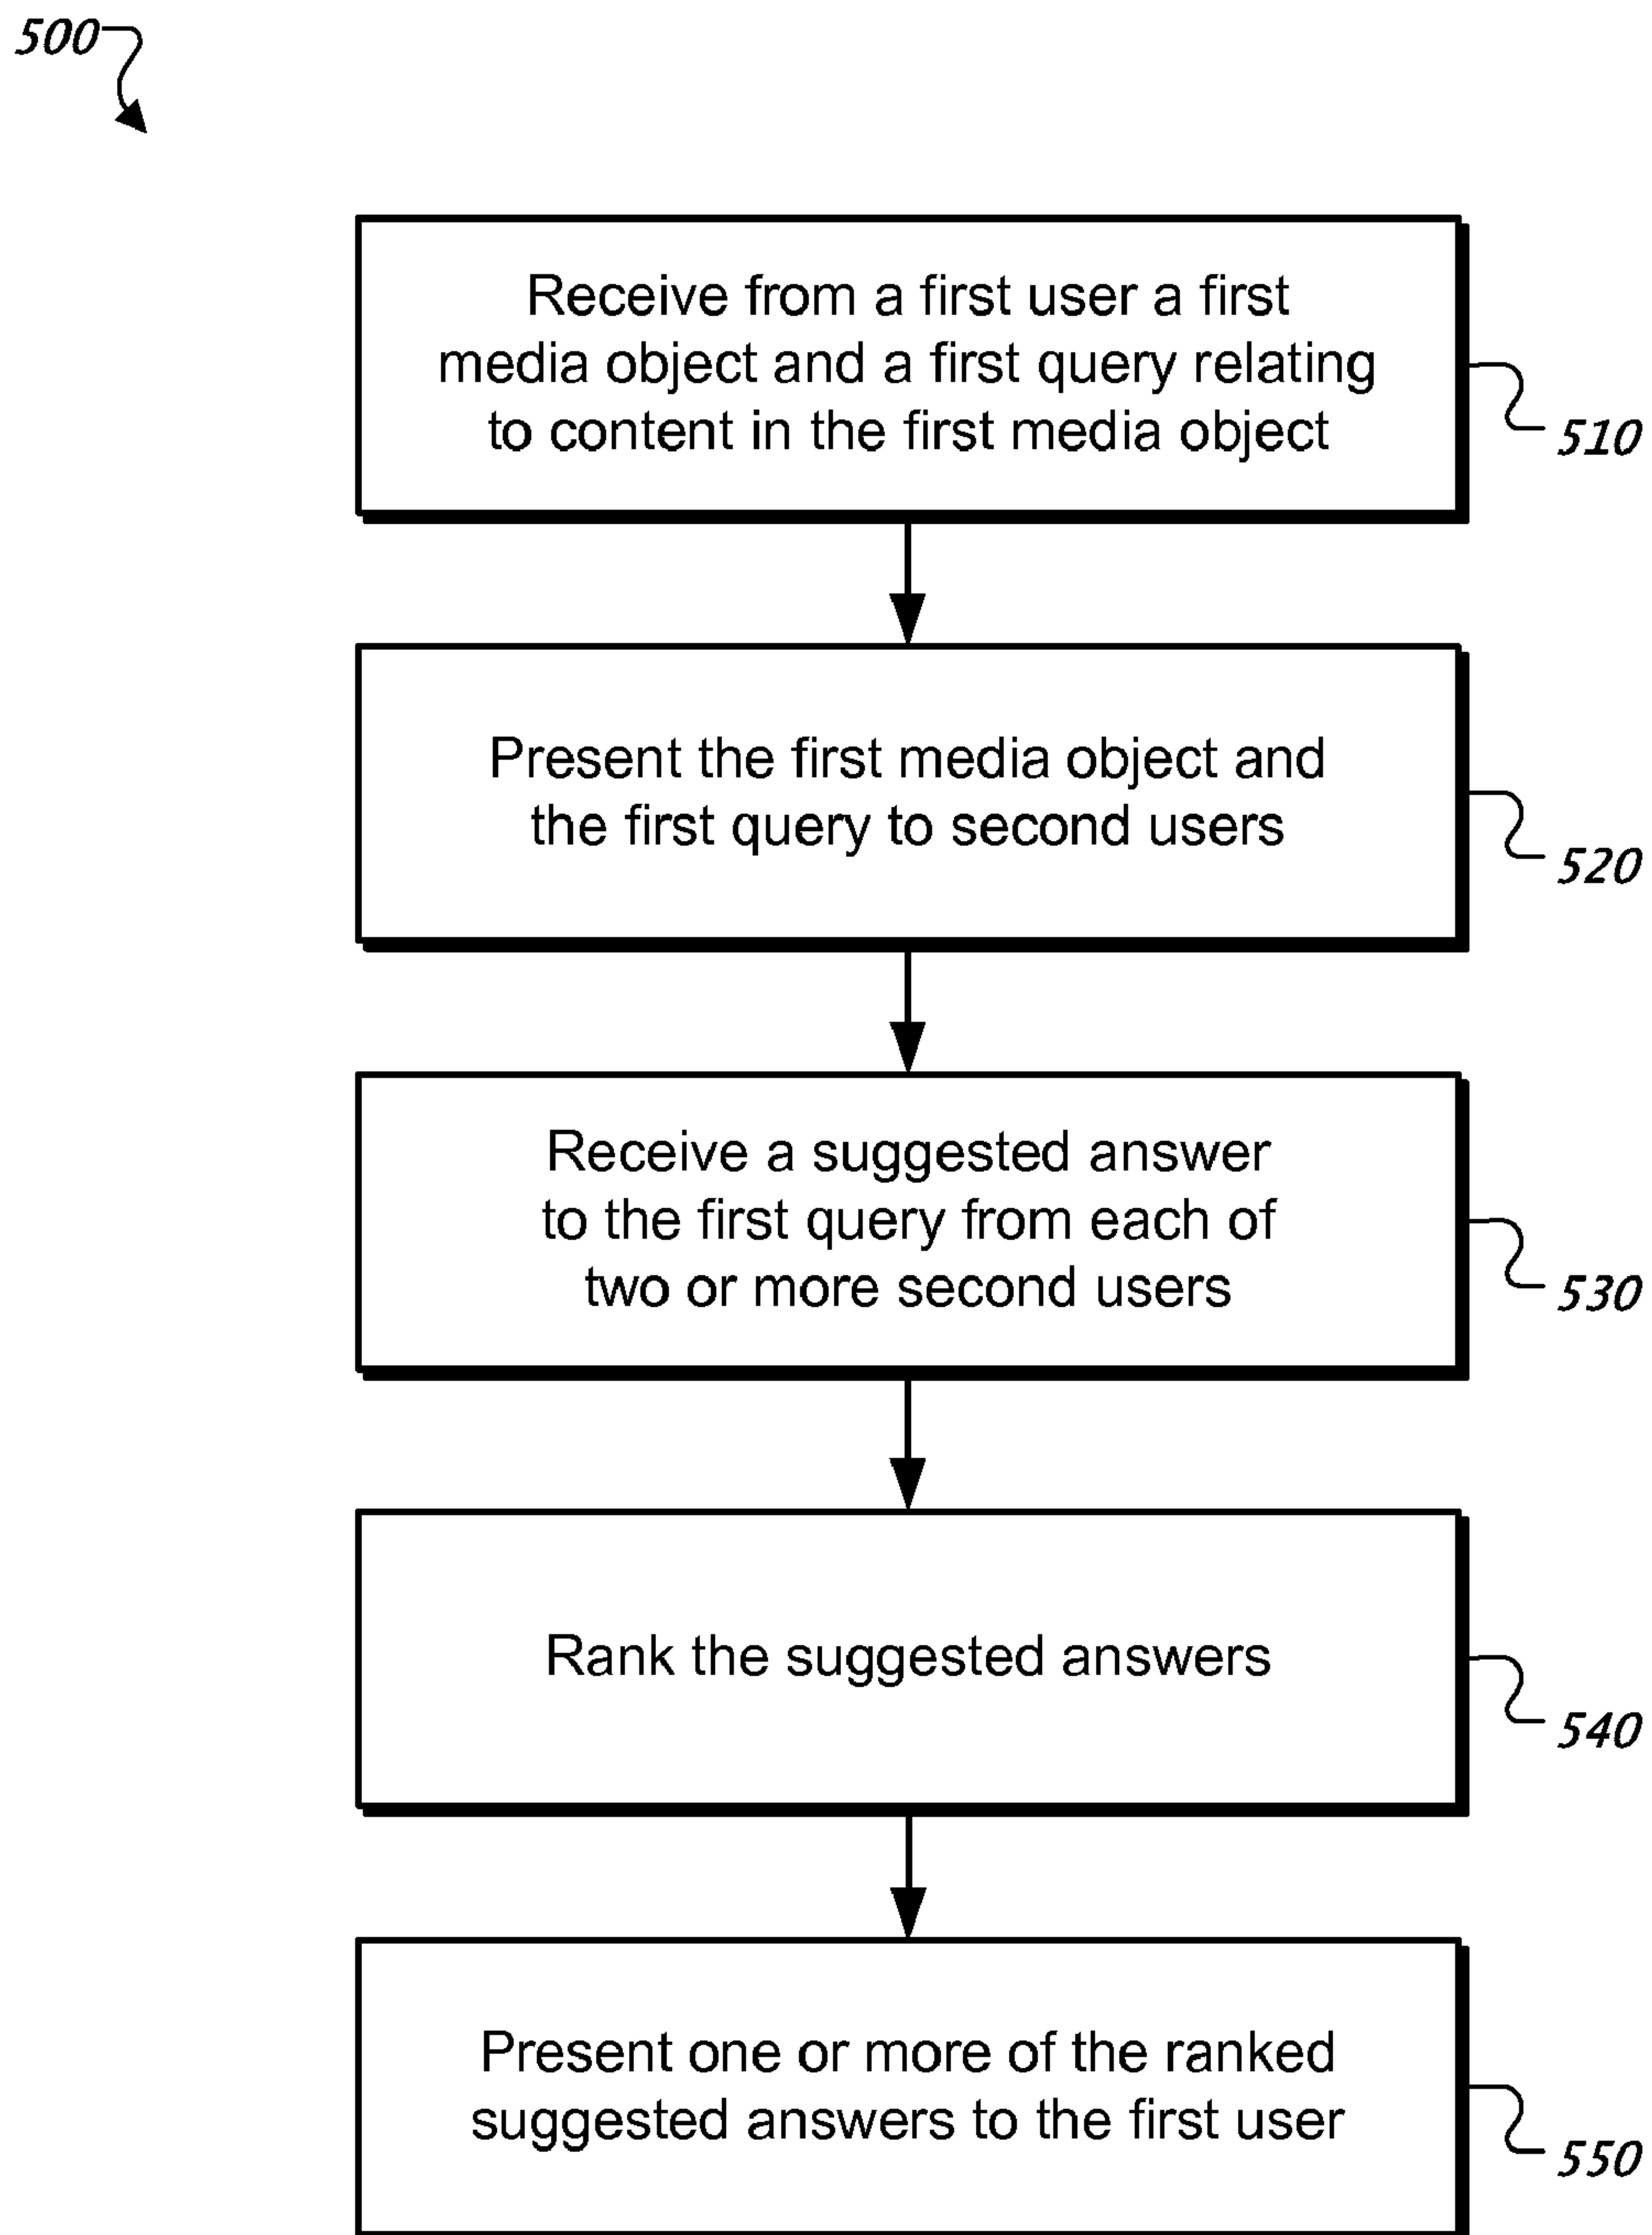 500
Receive from a first user a first
media object and a first query relating
to content in the first media object
510
Present the first media object and
the first query to second users
520
Receive a suggested answer
to the first query from each of
two or more second users
530
Rank the suggested answers
540
Present one or more of the ranked
suggested answers to the first user
550